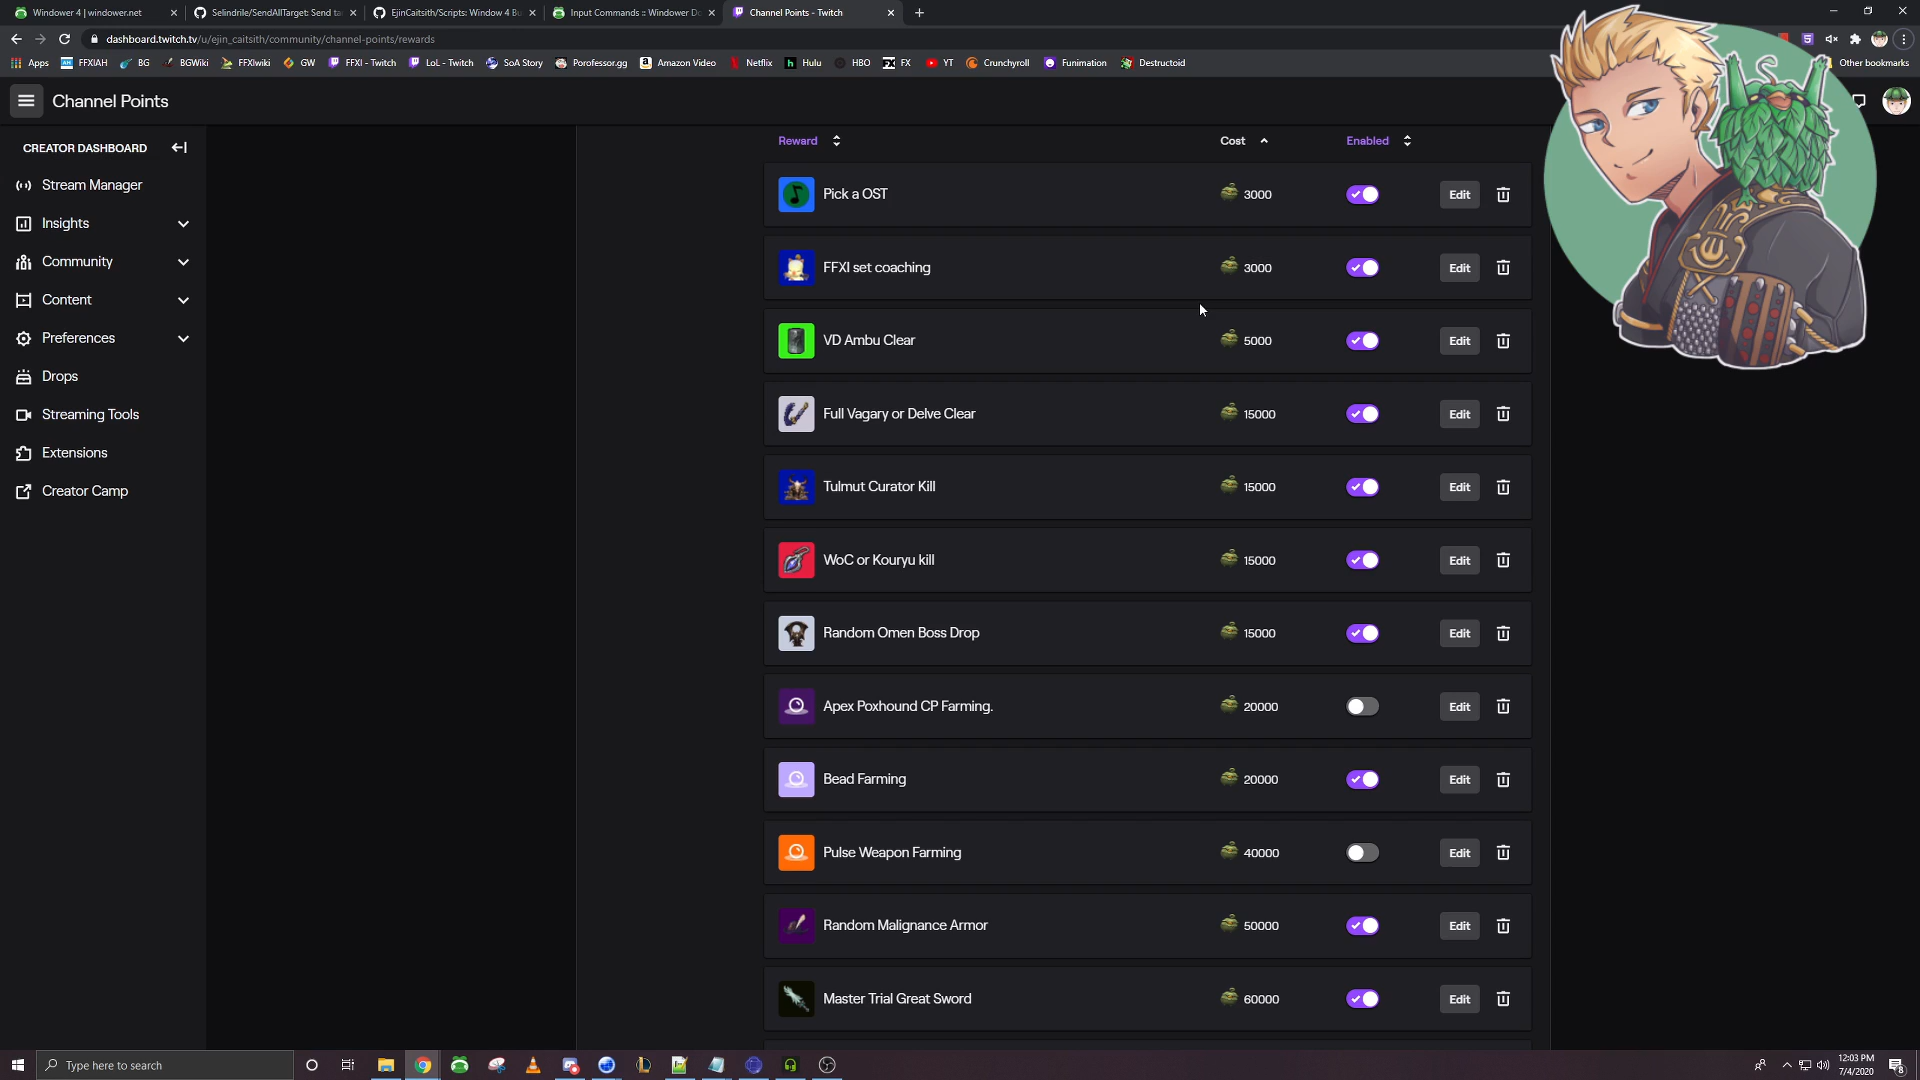 Windower 4 | windower.net
Selindrile/SendAllTarget: Send ta
EjinCaitsith/Scripts: Window 4 Bu
Input Commands :: Windower Do
Channel Points - Twitch
dashboard.twitch.tv/u/ejin_caitsith/community/channel-points/rewards
Apps FFXIAH BG BGWiki FFXIwiki GW FFXI - Twitch LoL - Twitch SoA Story Porofessor.gg Amazon Video Netflix Hulu HBO FX YT Crunchyroll Funimation Destructoid Other bookmarks
Channel Points
CREATOR DASHBOARD
Stream Manager
Insights
Community
Content
Preferences
Drops
Streaming Tools
Extensions
Creator Camp
Reward Cost Enabled
Pick a OST 3000 Edit
FFXI set coaching 3000 Edit
VD Ambu Clear 5000 Edit
Full Vagary or Delve Clear 15000 Edit
Tulmut Curator Kill 15000 Edit
WoC or Kouryu kill 15000 Edit
Random Omen Boss Drop 15000 Edit
Apex Poxhound CP Farming. 20000 Edit
Bead Farming 20000 Edit
Pulse Weapon Farming 40000 Edit
Random Malignance Armor 50000 Edit
Master Trial Great Sword 60000 Edit
Type here to search
12:03 PM
7/4/2020